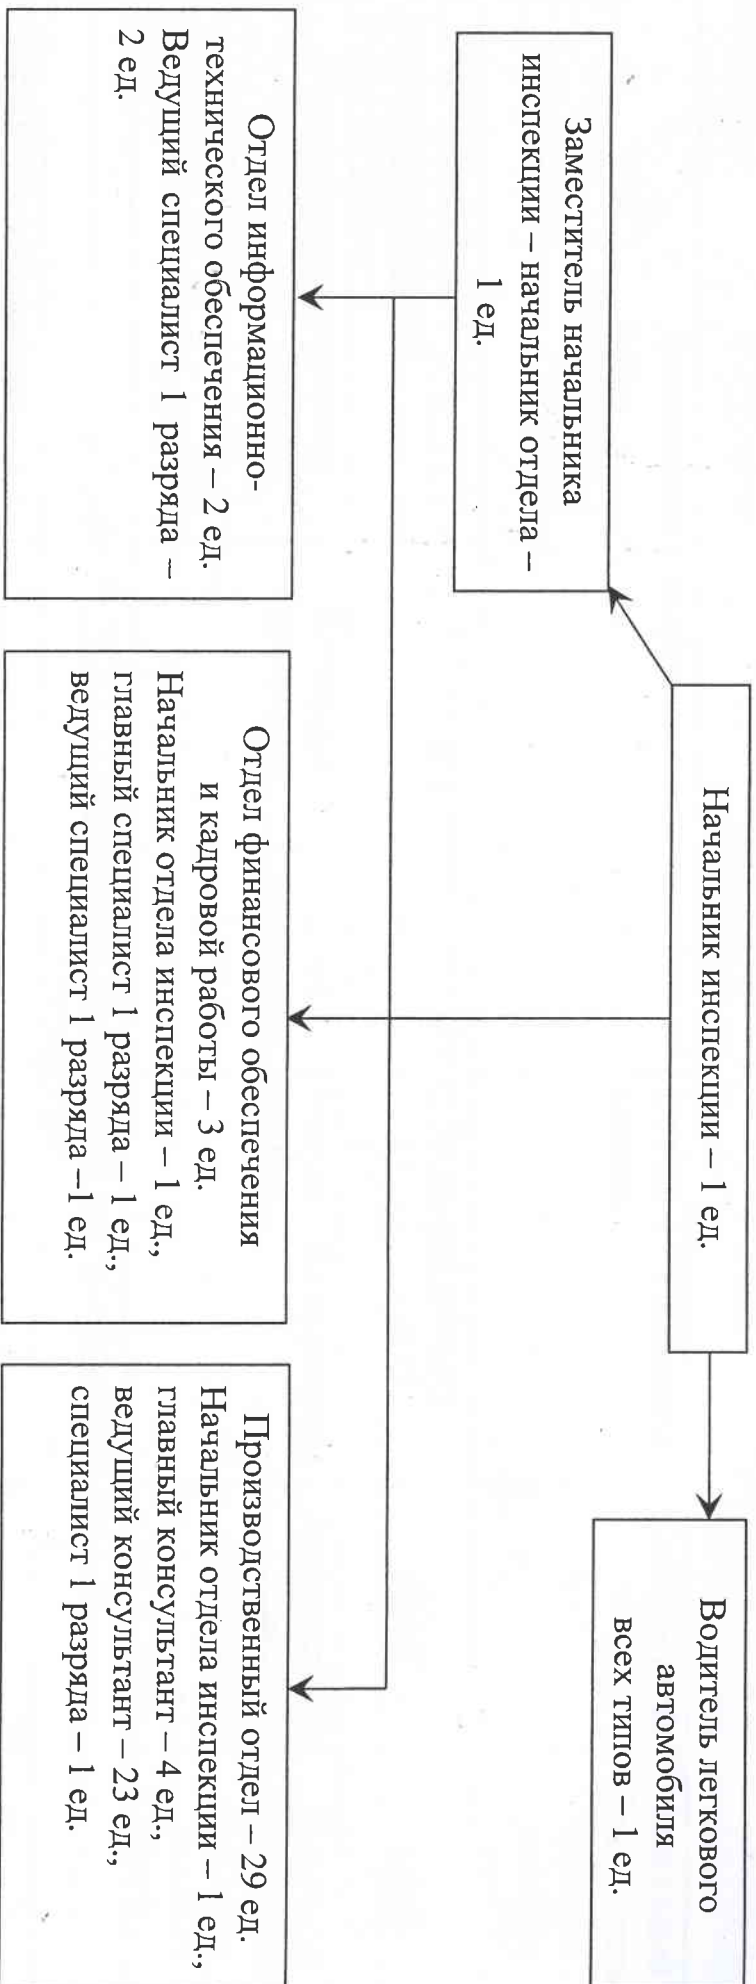 Начальник инспекции – 1 ед.
Водитель легкового
автомобиля
всех типов – 1 ед.
Заместитель начальника
инспекции – начальник отдела –
1 ед.
Отдел информационно-
технического обеспечения – 2 ед.
Ведущий специалист 1 разряда –
2 ед.
Отдел финансового обеспечения
и кадровой работы – 3 ед.
Начальник отдела инспекции – 1 ед.,
главный специалист 1 разряда – 1 ед.,
ведущий специалист 1 разряда –1 ед.
Производственный отдел – 29 ед.
Начальник отдела инспекции – 1 ед.,
главный консультант – 4 ед.,
ведущий консультант – 23 ед.,
специалист 1 разряда – 1 ед.